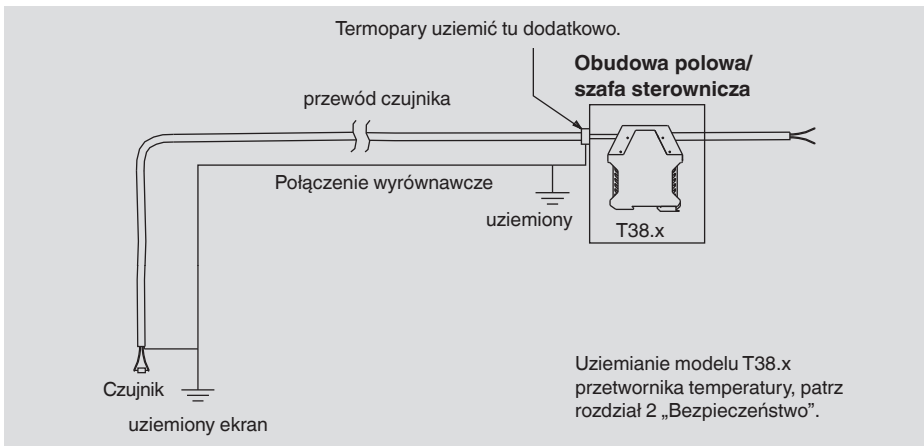 Termopary uziemić tu dodatkowo.
Obudowa polowa/
szafa sterownicza
przewód czujnika
Połączenie wyrównawcze
uziemiony
T38.x
Czujnik
uziemiony ekran
Uziemianie modelu T38.x
przetwornika temperatury, patrz
rozdział 2 „Bezpieczeństwo”.